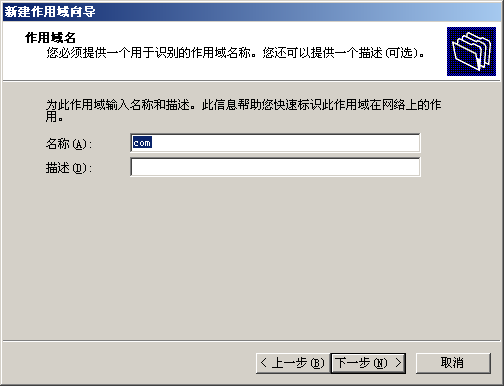 新建作用域向导
作用域名
您必须提供一个用于识别的作用域名称。您还可以提供一个描述(可选)。
为此作用域输入名称和描述。此信息帮助您快速标识此作用域在网络上的作
用。
名称(A):
com
描述(D):
< 上一步(B)
下一步(N) >
取消